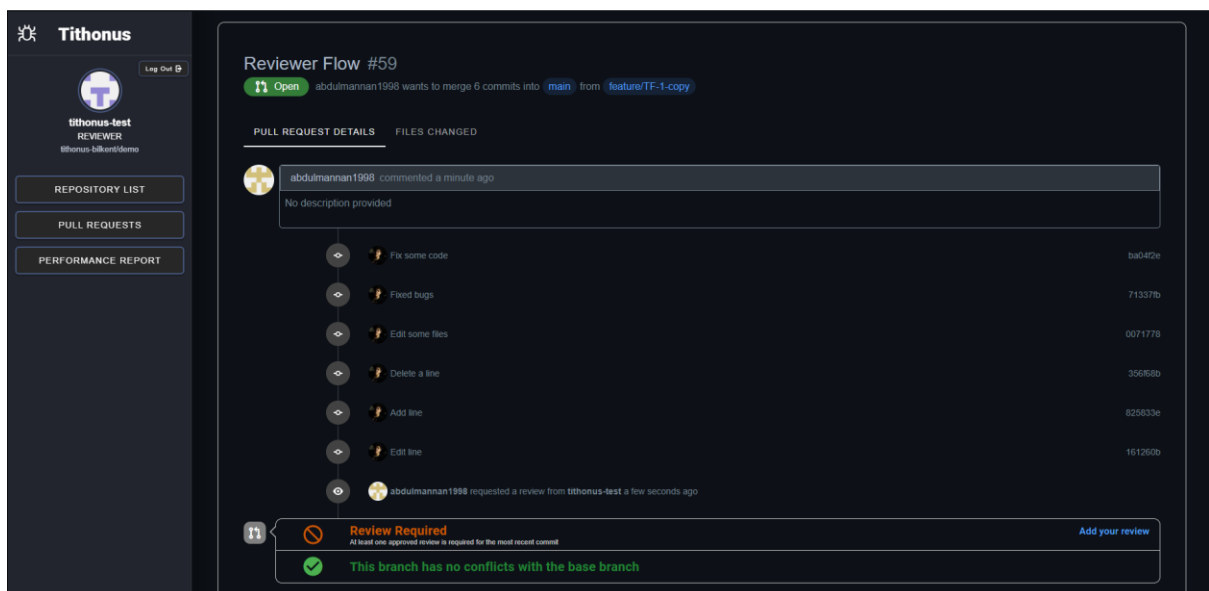 Tithonus
Log Out
tithonus-test
REVIEWER
tithonus-bilkent/demo
REPOSITORY LIST
PULL REQUESTS
PERFORMANCE REPORT
Reviewer Flow #59
Open abdulmannan1998 wants to merge 6 commits into main from feature/TF-1-copy
PULL REQUEST DETAILS FILES CHANGED
abdulmannan1998 commented a minute ago
No description provided
Fix some code ba04f2e
Fixed bugs 71337fb
Edit some files 0071778
Delete a line 356f58b
Add line 825833e
Edit line 161260b
abdulmannan1998 requested a review from tithonus-test a few seconds ago
Review Required
At least one approved review is required for the most recent commit
Add your review
This branch has no conflicts with the base branch